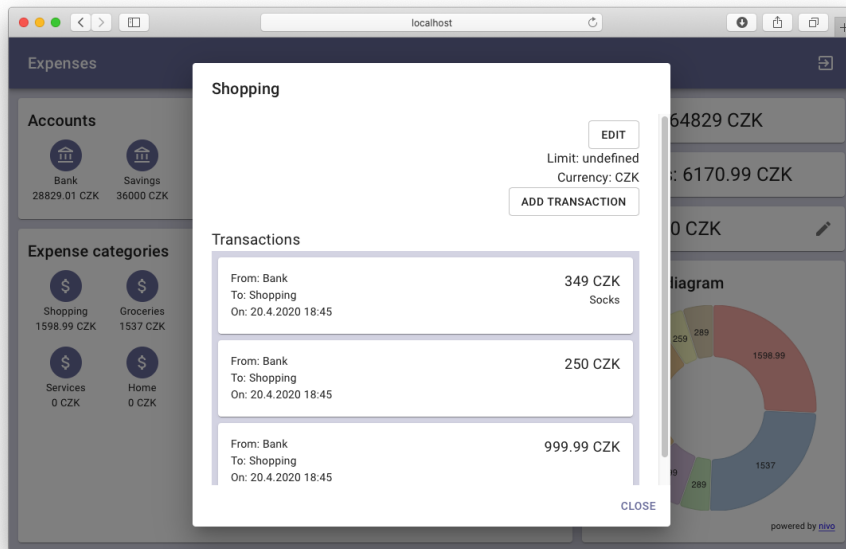 localhost
Expenses
Accounts
Bank
28829.01 CZK
Savings
36000 CZK
Expense categories
Shopping
1598.99 CZK
Groceries
1537 CZK
Services
0 CZK
Home
0 CZK
Shopping
EDIT
Limit: undefined
Currency: CZK
ADD TRANSACTION
Transactions
From: Bank
To: Shopping
On: 20.4.2020 18:45
349 CZK
Socks
From: Bank
To: Shopping
On: 20.4.2020 18:45
250 CZK
From: Bank
To: Shopping
On: 20.4.2020 18:45
999.99 CZK
CLOSE
64829 CZK
: 6170.99 CZK
0 CZK
diagram
259
289
1598.99
1537
289
powered by nivo